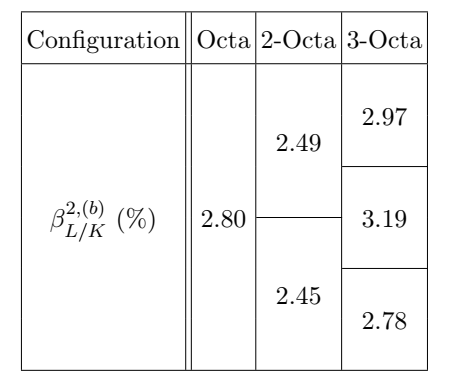 Configuration Octa 2-Octa 3-Octa
2.97
2.49
β_{L/K}^{2,(b)} (%) 2.80 3.19
2.45
2.78